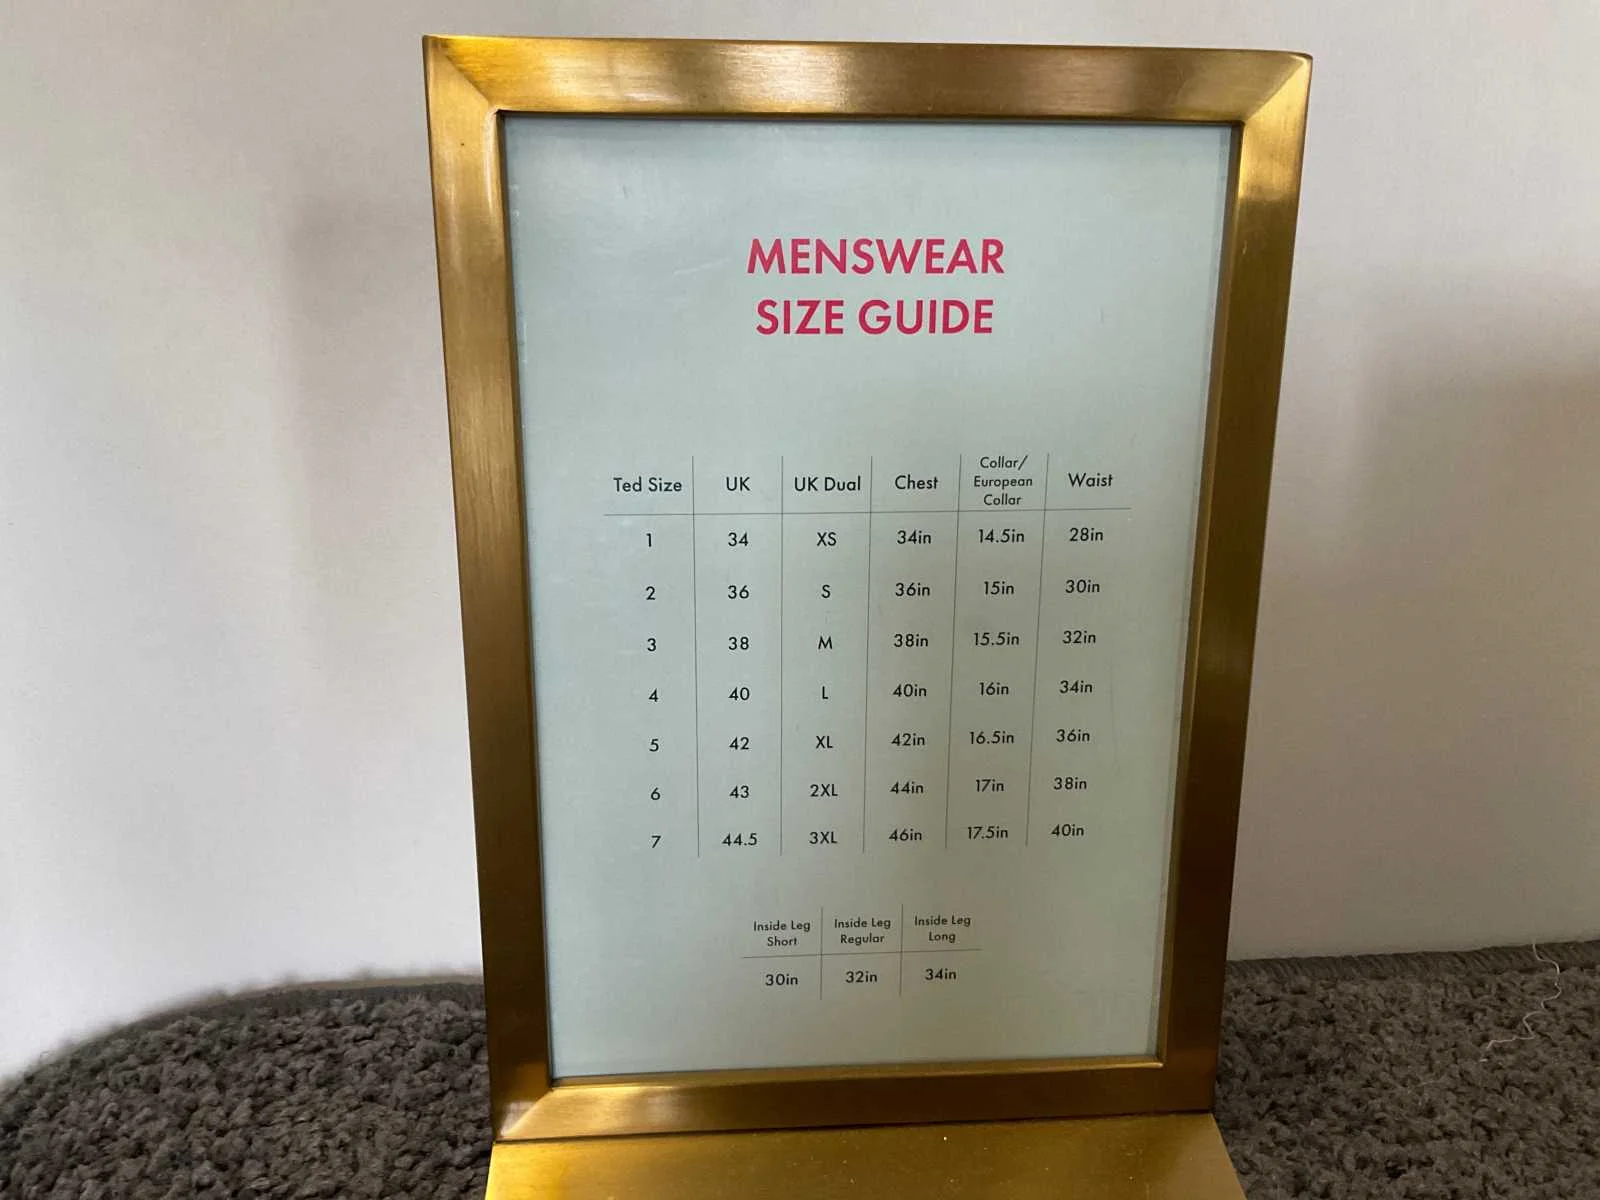 MENSWEAR
SIZE GUIDE
Ted Size UK UK Dual Chest Collar/ European Collar Waist
1 34 XS 34in 14.5in 28in
2 36 S 36in 15in 30in
3 38 M 38in 15.5in 32in
4 40 L 40in 16in 34in
5 42 XL 42in 16.5in 36in
6 43 2XL 44in 17in 38in
7 44.5 3XL 46in 17.5in 40in
Inside Leg Short Inside Leg Regular Inside Leg Long
30in 32in 34in